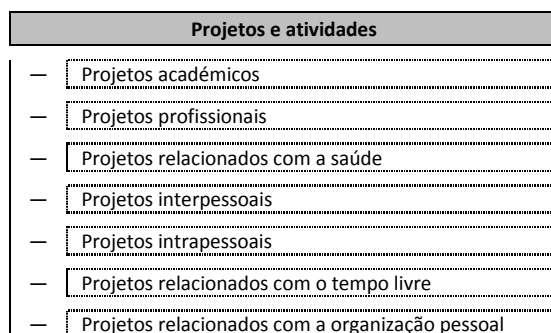 Projetos e atividades
— Projetos académicos
— Projetos profissionais
— Projetos relacionados com a saúde
— Projetos interpessoais
— Projetos intrapessoais
— Projetos relacionados com o tempo livre
— Projetos relacionados com a organização pessoal